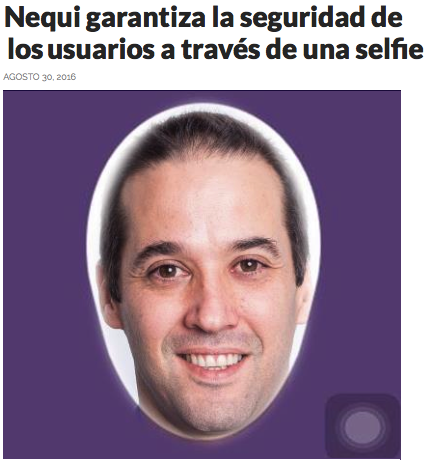 Nequi garantiza la seguridad de
los usuarios a través de una selfie
AGOSTO 30, 2016